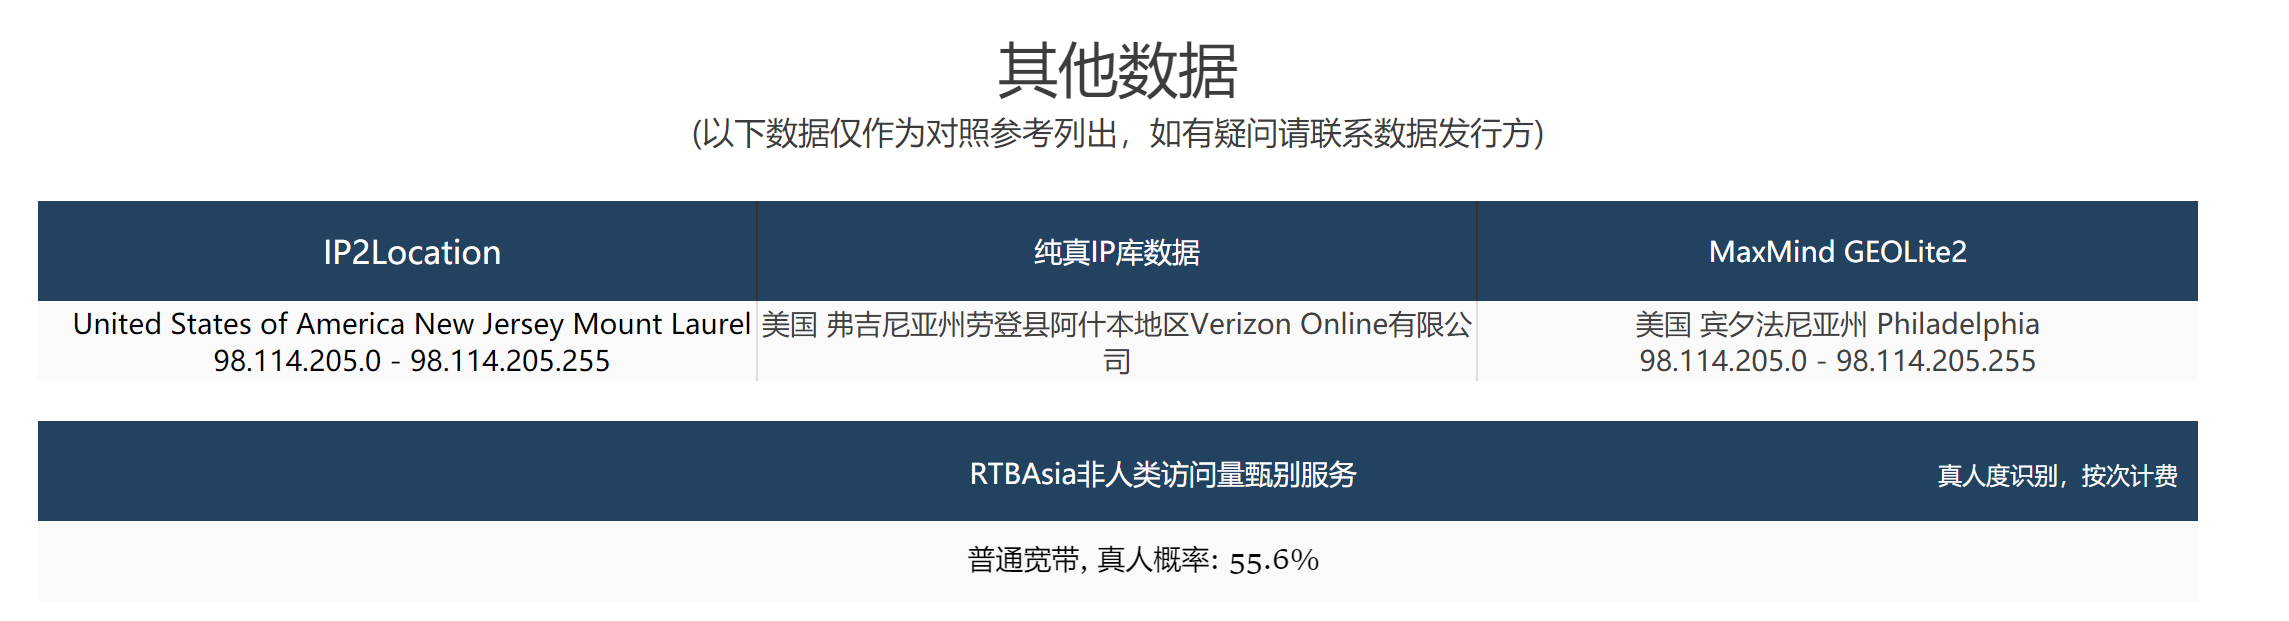 其他数据
(以下数据仅作为对照参考列出，如有疑问请联系数据发行方)
IP2Location
纯真IP库数据
MaxMind GEOLite2
United States of America New Jersey Mount Laurel
98.114.205.0 - 98.114.205.255
美国 弗吉尼亚州劳登县阿什本地区Verizon Online有限公
司
美国 宾夕法尼亚州 Philadelphia
98.114.205.0 - 98.114.205.255
RTBAsia非人类访问量甄别服务
真人度识别，按次计费
普通宽带, 真人概率: 55.6%